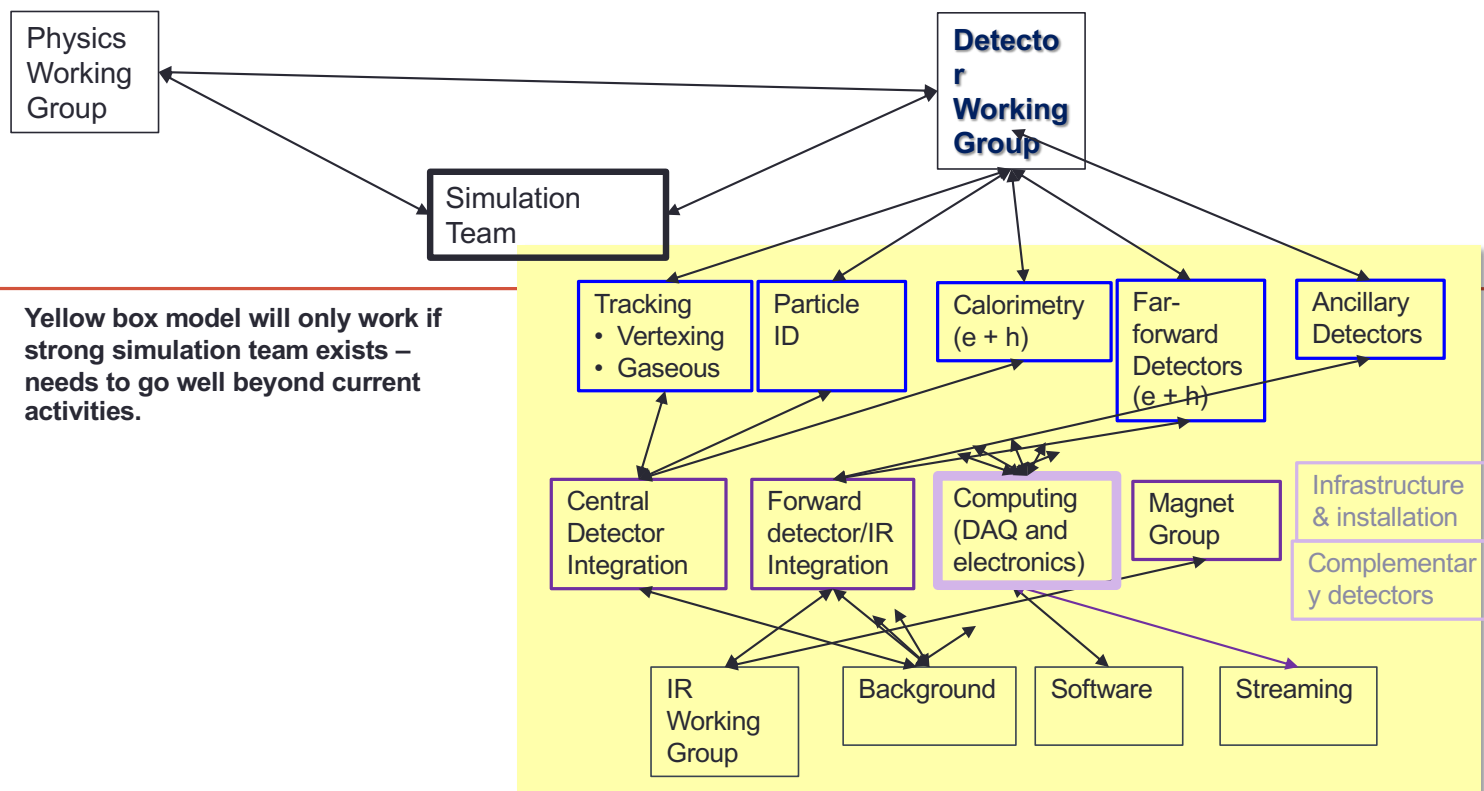 Physics
Working
Group
Detecto
r
Working
Group
Simulation
Team
Yellow box model will only work if
strong simulation team exists –
needs to go well beyond current
activities.
Tracking
• Vertexing
• Gaseous
Particle
ID
Calorimetry
(e + h)
Far-
forward
Detectors
(e + h)
Ancillary
Detectors
Central
Detector
Integration
Forward
detector/IR
Integration
Computing
(DAQ and
electronics)
Magnet
Group
Infrastructure
& installation
Complementar
y detectors
IR
Working
Group
Background
Software
Streaming